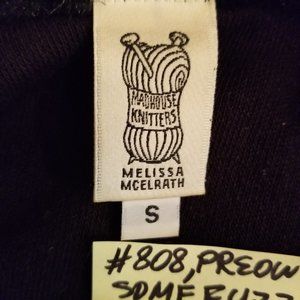 MADHOUSE
KNITTERS
MELISSA
MCELRATH
S
#808, PREOW
SOME FUZZ